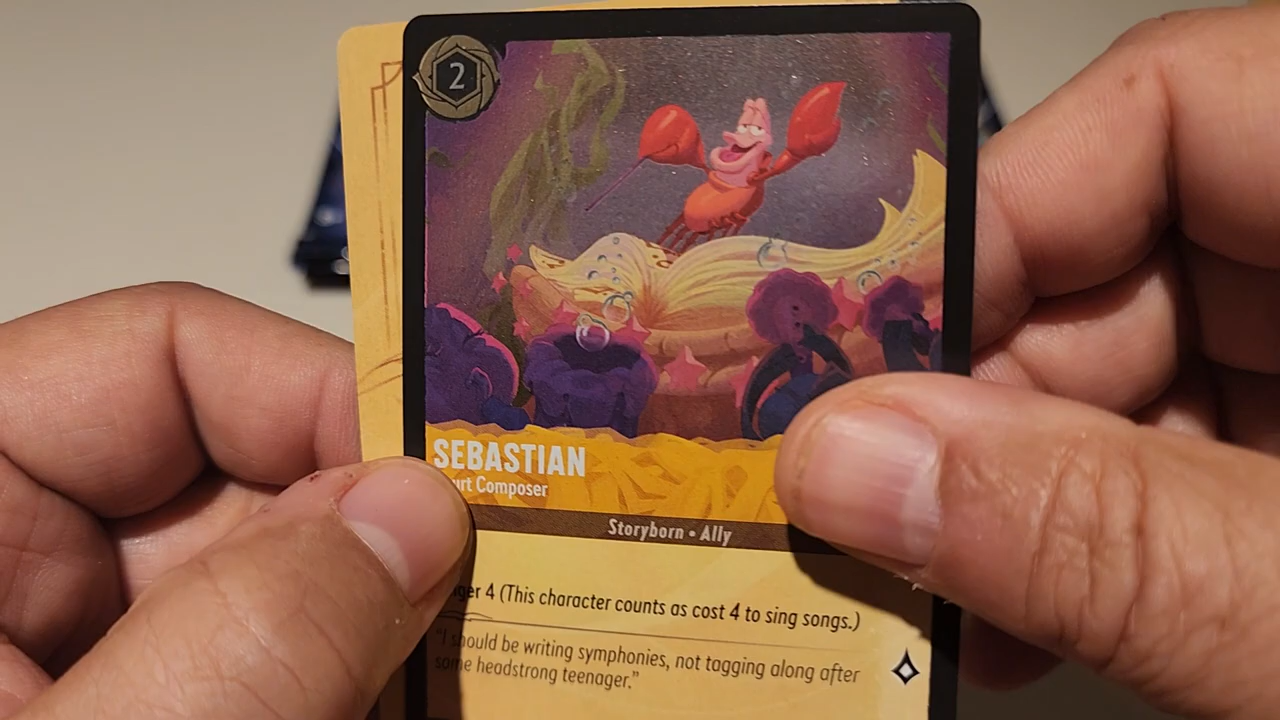 2
SEBASTIAN
urt Composer
Storyborn • Ally
ger 4 (This character counts as cost 4 to sing songs.)
"I should be writing symphonies, not tagging along after
some headstrong teenager."